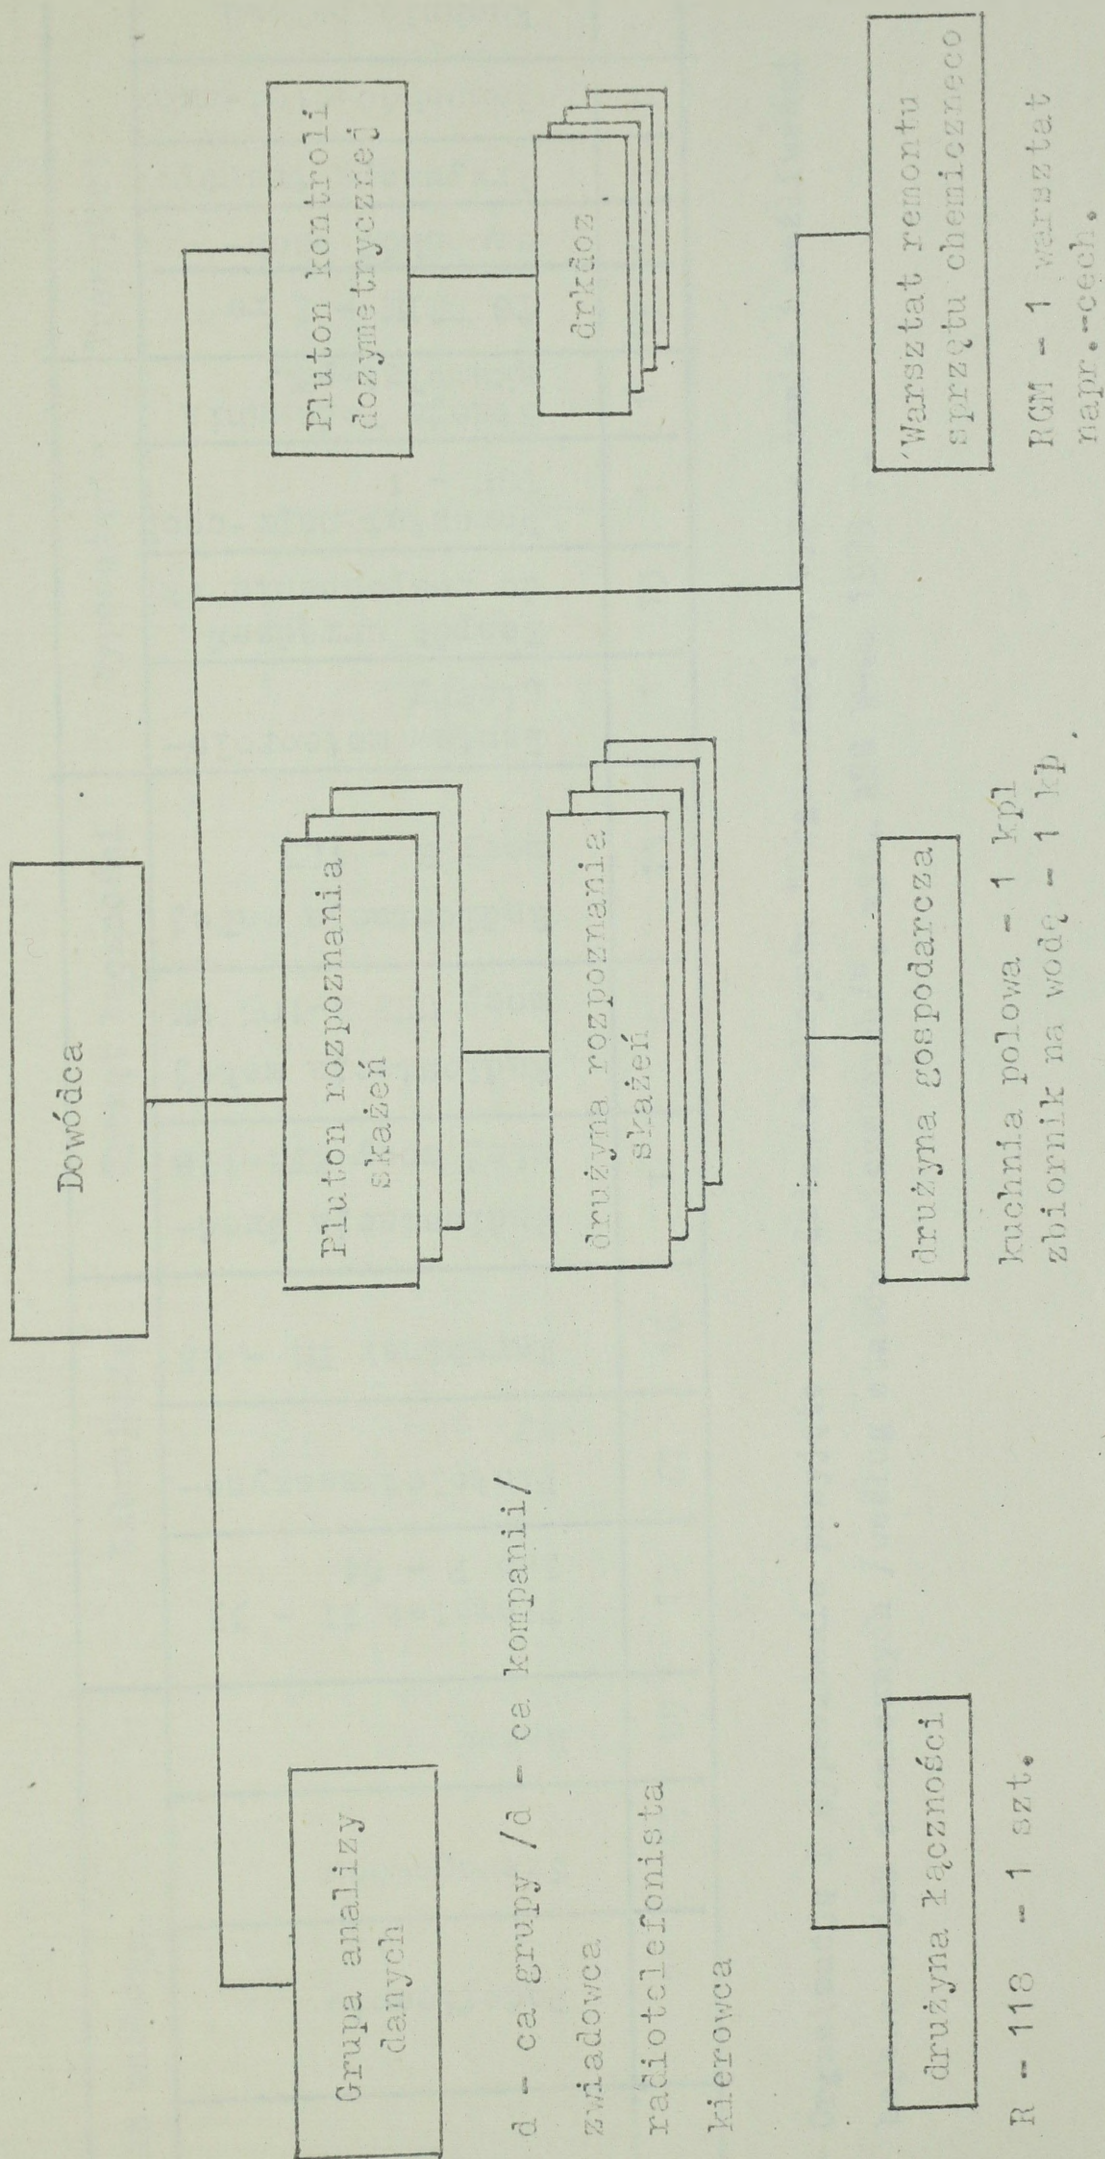 Dowódca
Grupa analizy
danych
Pluton rozpoznania
skażeń
Pluton kontroli
dozymetrycznej
d - ca grupy /d - ca kompanii/
zwiadowca
radiotelefonista
kierowca
drużyna rozpoznania
skażeń
drkdoz.
drużyna łączności
drużyna gospodarcza
Warsztat remontu
sprzętu chemiczneco
R - 118 - 1 szt.
kuchnia polowa - 1 kpl
zbiornik na wodę - 1 kp
RGM - 1 warsztat
napr.-cech.